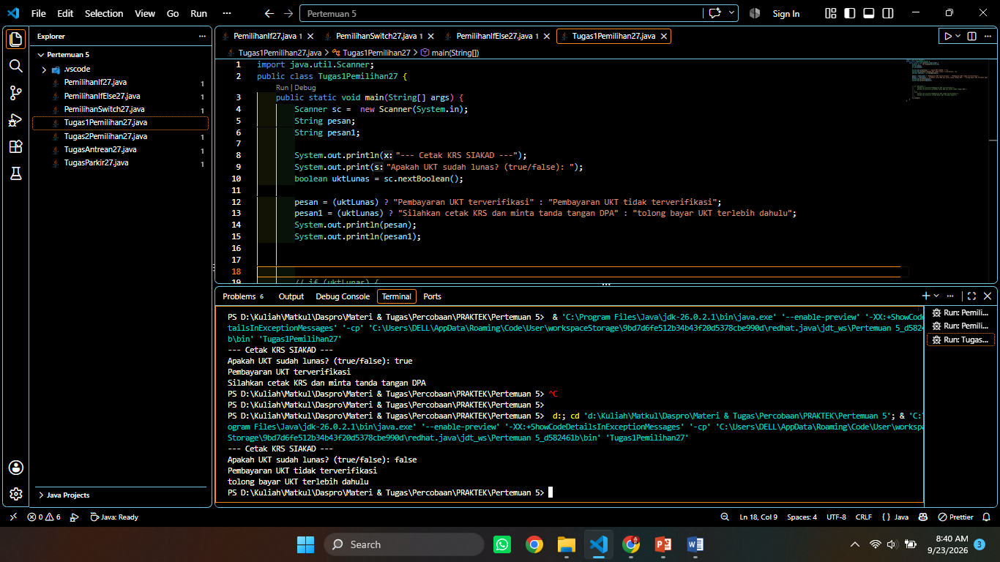 File Edit Selection View Go Run ··· Pertemuan 5 Sign In
Explorer ···
Pertemuan 5
.vscode
PemilihanIf27.java 1
PemilihanIfElse27.java 1
PemilihanSwitch27.java 1
Tugas1Pemilihan27.java 1
Tugas2Pemilihan27.java 1
TugasAntrean27.java 1
TugasParkir27.java 1
Java Projects
PemilihanIf27.java 1 PemilihanSwitch27.java 1 PemilihanIfElse27.java 1 Tugas1Pemilihan27.java
Tugas1Pemilihan27.java > Tugas1Pemilihan27 > main(String[])
1 import java.util.Scanner;
2 public class Tugas1Pemilihan27 {
Run | Debug
3 public static void main(String[] args) {
4 Scanner sc =  new Scanner(System.in);
5 String pesan;
6 String pesan1;
7
8 System.out.println(x: "--- Cetak KRS SIAKAD ---");
9 System.out.print(s: "Apakah UKT sudah lunas? (true/false): ");
10 boolean uktLunas = sc.nextBoolean();
11
12 pesan = (uktLunas) ? "Pembayaran UKT terverifikasi" : "Pembayaran UKT tidak terverifikasi";
13 pesan1 = (uktLunas) ? "Silahkan cetak KRS dan minta tanda tangan DPA" : "tolong bayar UKT terlebih dahulu";
14 System.out.println(pesan);
15 System.out.println(pesan1);
16
17
18
19 // if (uktLunas) {
Problems 6 Output Debug Console Terminal Ports
PS D:\Kuliah\Matkul\Daspro\Materi & Tugas\Percobaan\PRAKTEK\Pertemuan 5>  & 'C:\Program Files\Java\jdk-26.0.2.1\bin\java.exe' '--enable-preview' '-XX:+ShowCode
tailsInExceptionMessages' '-cp' 'C:\Users\DELL\AppData\Roaming\Code\User\workspaceStorage\9bd7d6fe512b34b43f20d5378cbe990d\redhat.java\jdt_ws\Pertemuan 5_d5824
b\bin' 'Tugas1Pemilihan27'
--- Cetak KRS SIAKAD ---
Apakah UKT sudah lunas? (true/false): true
Pembayaran UKT terverifikasi
Silahkan cetak KRS dan minta tanda tangan DPA
PS D:\Kuliah\Matkul\Daspro\Materi & Tugas\Percobaan\PRAKTEK\Pertemuan 5> ^C
PS D:\Kuliah\Matkul\Daspro\Materi & Tugas\Percobaan\PRAKTEK\Pertemuan 5>
PS D:\Kuliah\Matkul\Daspro\Materi & Tugas\Percobaan\PRAKTEK\Pertemuan 5>  d:; cd 'd:\Kuliah\Matkul\Daspro\Materi & Tugas\Percobaan\PRAKTEK\Pertemuan 5'; & 'C:\
ogram Files\Java\jdk-26.0.2.1\bin\java.exe' '--enable-preview' '-XX:+ShowCodeDetailsInExceptionMessages' '-cp' 'C:\Users\DELL\AppData\Roaming\Code\User\workspa
Storage\9bd7d6fe512b34b43f20d5378cbe990d\redhat.java\jdt_ws\Pertemuan 5_d582461b\bin' 'Tugas1Pemilihan27'
--- Cetak KRS SIAKAD ---
Apakah UKT sudah lunas? (true/false): false
Pembayaran UKT tidak terverifikasi
tolong bayar UKT terlebih dahulu
PS D:\Kuliah\Matkul\Daspro\Materi & Tugas\Percobaan\PRAKTEK\Pertemuan 5>
Run: Pemili...
Run: Pemili...
Run: Tugas...
0 6 Java: Ready Ln 18, Col 9 Spaces: 4 UTF-8 CRLF { } Java Prettier
Search
8:40 AM
9/23/2026 3